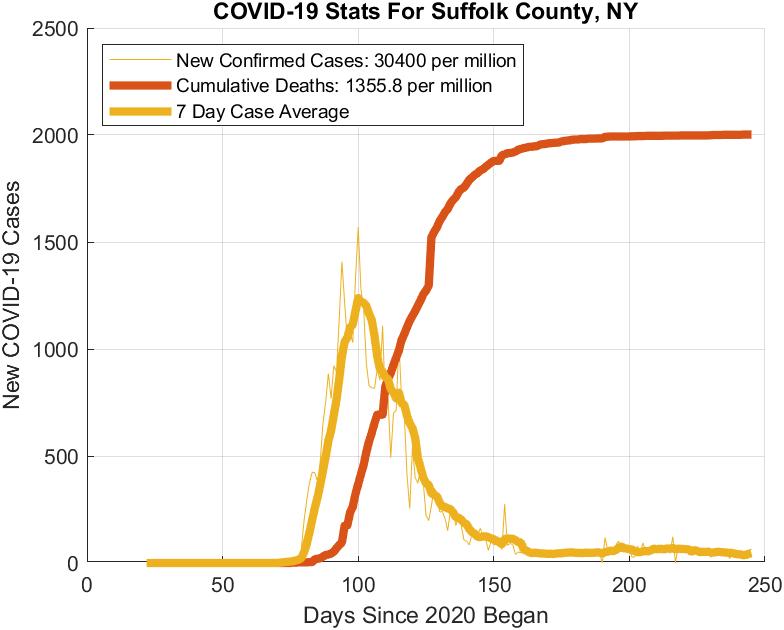 COVID-19 Stats For Suffolk County, NY
2500
New Confirmed Cases: 30400 per million
Cumulative Deaths: 1355.8 per million
7 Day Case Average
2000
1500
1000
500
0
New COVID-19 Cases
0 50 100 150 200 250
Days Since 2020 Began